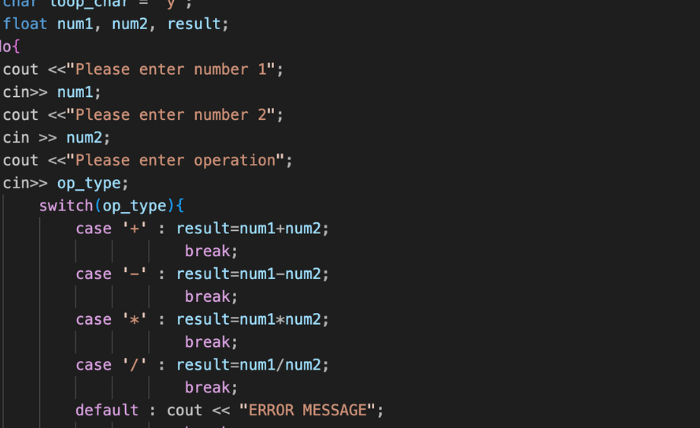 char loop_char = 'y';
float num1, num2, result;
do{
cout <<"Please enter number 1";
cin>> num1;
cout <<"Please enter number 2";
cin >> num2;
cout <<"Please enter operation";
cin>> op_type;
switch(op_type){
case '+' : result=num1+num2;
break;
case '-' : result=num1-num2;
break;
case '*' : result=num1*num2;
break;
case '/' : result=num1/num2;
break;
default : cout << "ERROR MESSAGE";